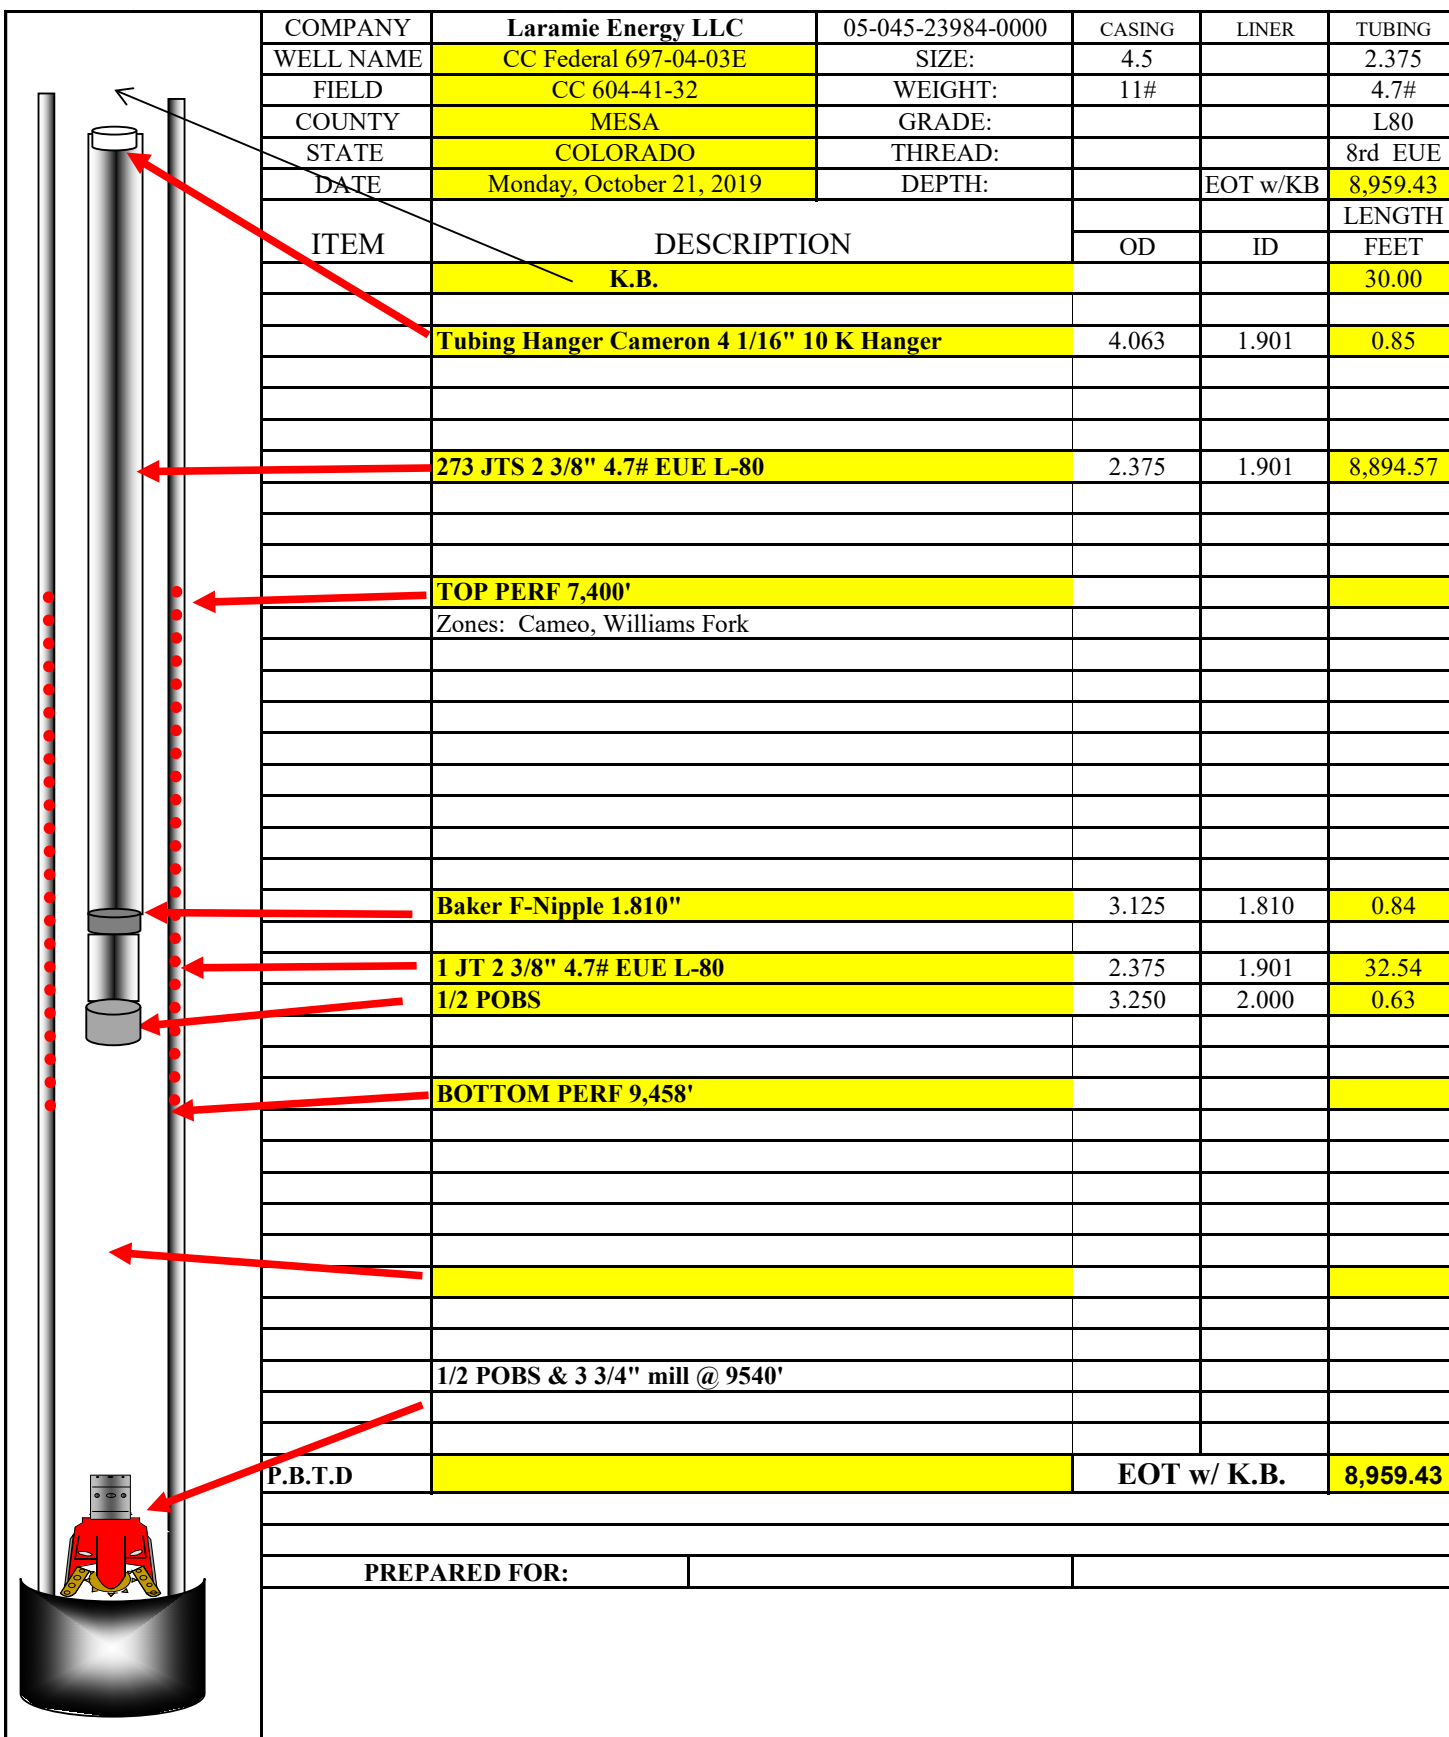 COMPANY Laramie Energy LLC 05-045-23984-0000 CASING LINER TUBING
WELL NAME CC Federal 697-04-03E SIZE: 4.5 2.375
FIELD CC 604-41-32 WEIGHT: 11# 4.7#
COUNTY MESA GRADE: L80
STATE COLORADO THREAD: 8rd EUE
DATE Monday, October 21, 2019 DEPTH: EOT w/KB 8,959.43
LENGTH
ITEM DESCRIPTION OD ID FEET
K.B. 30.00
Tubing Hanger Cameron 4 1/16" 10 K Hanger 4.063 1.901 0.85
273 JTS 2 3/8" 4.7# EUE L-80 2.375 1.901 8,894.57
TOP PERF 7,400'
Zones: Cameo, Williams Fork
Baker F-Nipple 1.810" 3.125 1.810 0.84
1 JT 2 3/8" 4.7# EUE L-80 2.375 1.901 32.54
1/2 POBS 3.250 2.000 0.63
BOTTOM PERF 9,458'
1/2 POBS & 3 3/4" mill @ 9540'
P.B.T.D EOT w/ K.B. 8,959.43
PREPARED FOR: